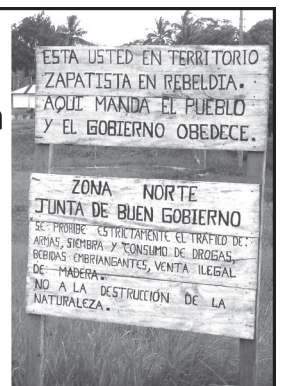 ESTA USTED EN TERRITORIO
ZAPATISTA EN REBELDIA.
AQUI MANDA EL PUEBLO
Y EL GOBIERNO OBEDECE.
ZONA NORTE
JUNTA DE BUEN GOBIERNO
SE PROHIBE ESTRICTAMENTE EL TRAFICO DE:
ARMAS, SIEMBRA Y CONSUMO DE DROGAS,
BEBIDAS EMBRIAGANTES, VENTA ILEGAL
DE MADERA.
NO A LA DESTRUCCIÓN DE LA
NATURALEZA.